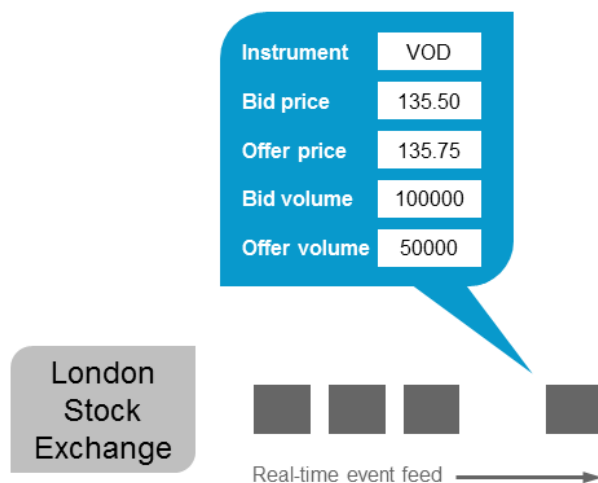 Instrument VOD
Bid price 135.50
Offer price 135.75
Bid volume 100000
Offer volume 50000
London
Stock
Exchange
Real-time event feed